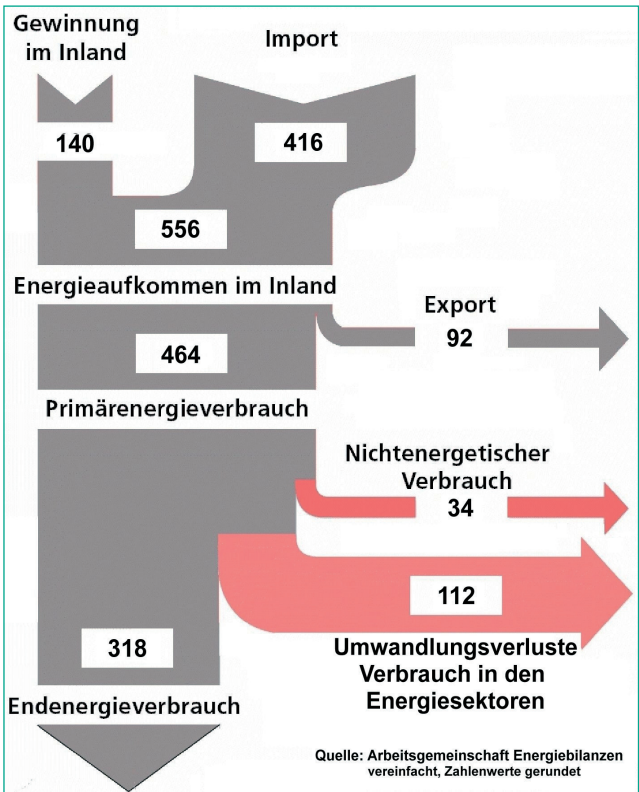 Gewinnung
im Inland
Import
140
416
556
Energieaufkommen im Inland
Export
92
464
Primärenergieverbrauch
Nichtenergetischer
Verbrauch
34
112
318
Umwandlungsverluste
Verbrauch in den
Energiesektoren
Endenergieverbrauch
Quelle: Arbeitsgemeinschaft Energiebilanzen
vereinfacht, Zahlenwerte gerundet